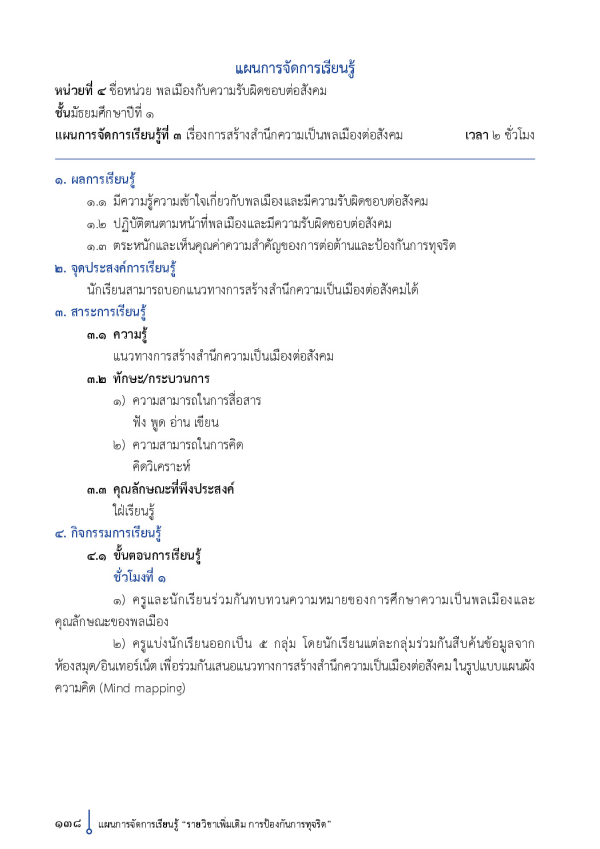 แผนการจัดการเรียนรู้
หน่วยที่ ๔ ชื่อหน่วย พลเมืองกับความรับผิดชอบต่อสังคม
ชั้นมัธยมศึกษาปีที่ ๑
แผนการจัดการเรียนรู้ที่ ๓ เรื่องการสร้างสำนึกความเป็นพลเมืองต่อสังคม เวลา ๒ ชั่วโมง
๑. ผลการเรียนรู้
๑.๑ มีความรู้ความเข้าใจเกี่ยวกับพลเมืองและมีความรับผิดชอบต่อสังคม
๑.๒ ปฏิบัติตนตามหน้าที่พลเมืองและมีความรับผิดชอบต่อสังคม
๑.๓ ตระหนักและเห็นคุณค่าความสำคัญของการต่อต้านและป้องกันการทุจริต
๒. จุดประสงค์การเรียนรู้
นักเรียนสามารถบอกแนวทางการสร้างสำนึกความเป็นเมืองต่อสังคมได้
๓. สาระการเรียนรู้
๓.๑ ความรู้
แนวทางการสร้างสำนึกความเป็นเมืองต่อสังคม
๓.๒ ทักษะ/กระบวนการ
๑) ความสามารถในการสื่อสาร
ฟัง พูด อ่าน เขียน
๒) ความสามารถในการคิด
คิดวิเคราะห์
๓.๓ คุณลักษณะที่พึงประสงค์
ใฝ่เรียนรู้
๔. กิจกรรมการเรียนรู้
๔.๑ ขั้นตอนการเรียนรู้
ชั่วโมงที่ ๑
๑) ครูและนักเรียนร่วมกันทบทวนความหมายของการศึกษาความเป็นพลเมืองและ
คุณลักษณะของพลเมือง
๒) ครูแบ่งนักเรียนออกเป็น ๕ กลุ่ม โดยนักเรียนแต่ละกลุ่มร่วมกันสืบค้นข้อมูลจาก
ห้องสมุด/อินเทอร์เน็ต เพื่อร่วมกันเสนอแนวทางการสร้างสำนึกความเป็นเมืองต่อสังคม ในรูปแบบแผนผัง
ความคิด (Mind mapping)
๑๓๘ แผนการจัดการเรียนรู้ “รายวิชาเพิ่มเติม การป้องกันการทุจริต”